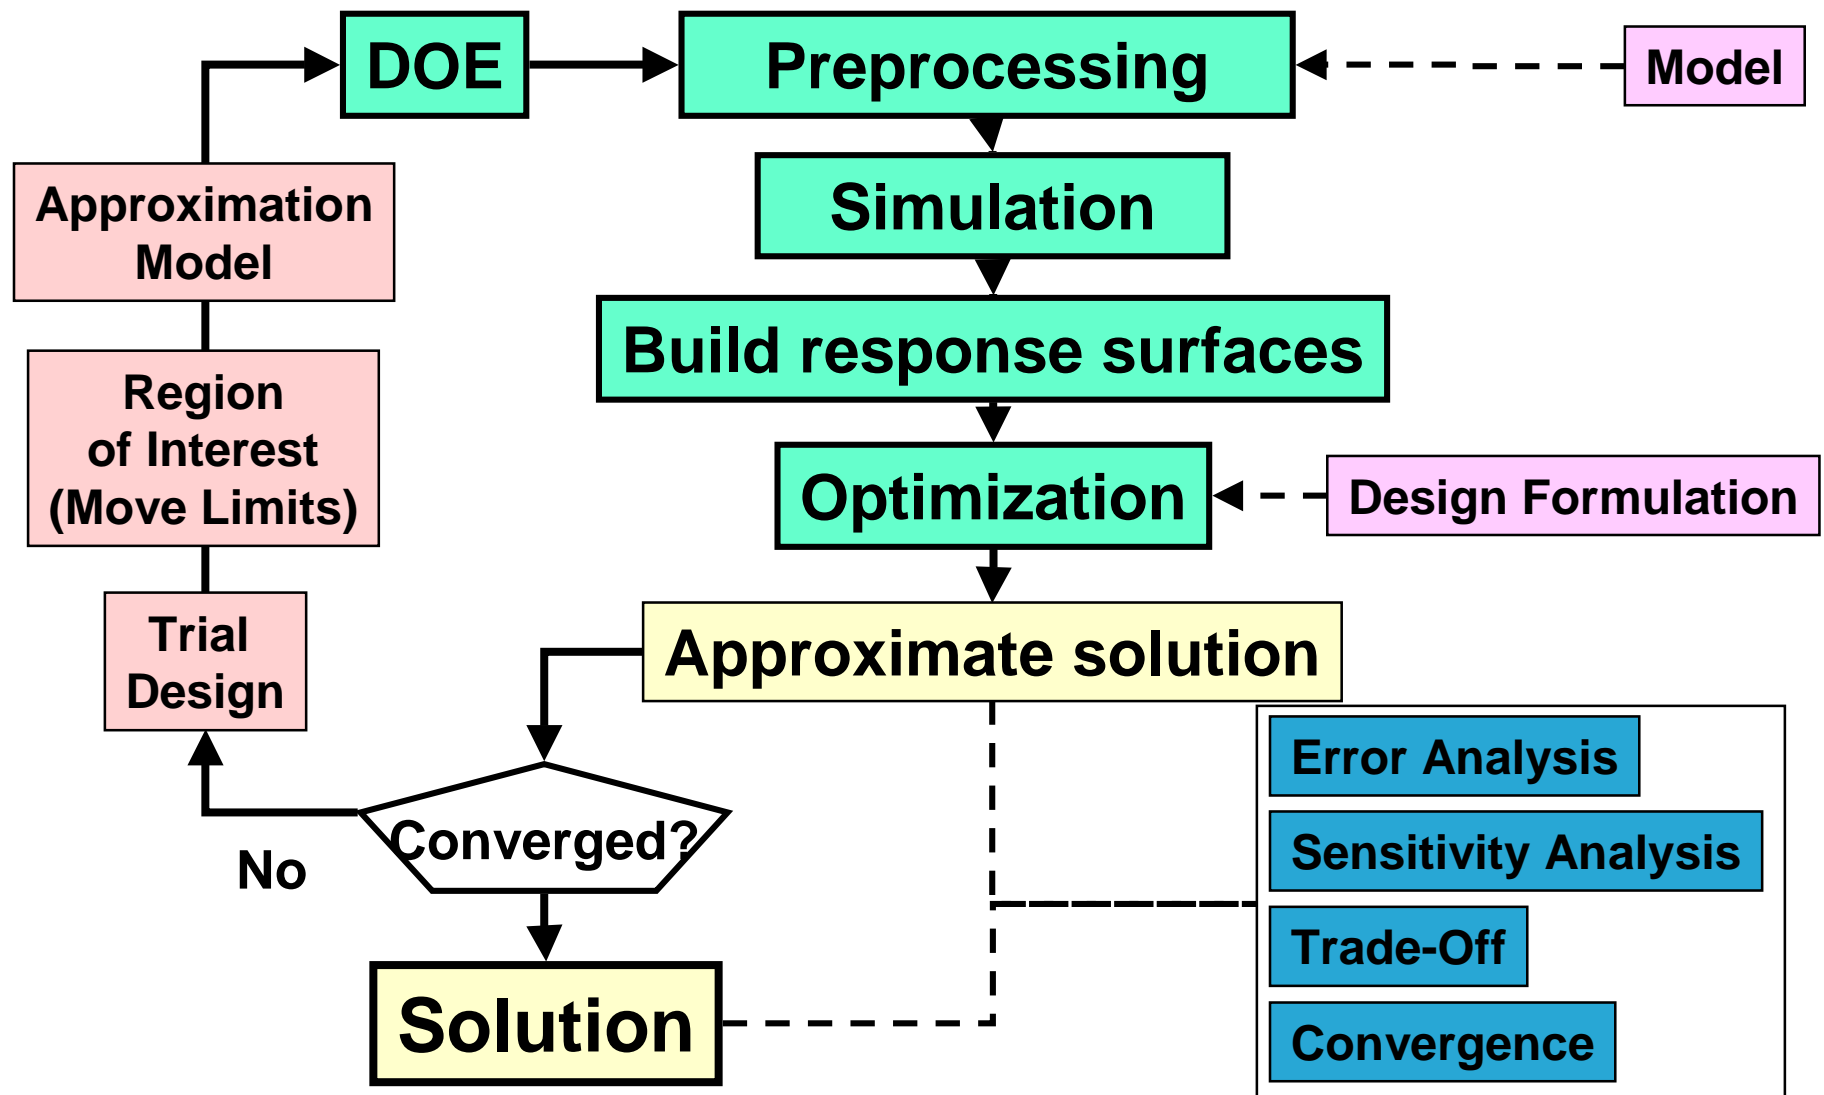 DOE
Preprocessing
Model
Approximation
Model
Simulation
Build response surfaces
Region
of Interest
(Move Limits)
Optimization
Design Formulation
Trial
Design
Approximate solution
Error Analysis
Converged?
No
Sensitivity Analysis
Trade-Off
Solution
Convergence